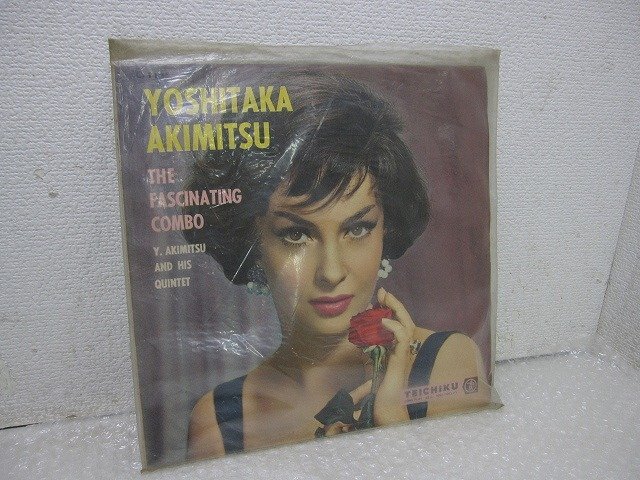 YOSHITAKA
AKIMITSU
THE
FASCINATING
COMBO
Y. AKIMITSU
AND HIS
QUINTET
TEICHIKU